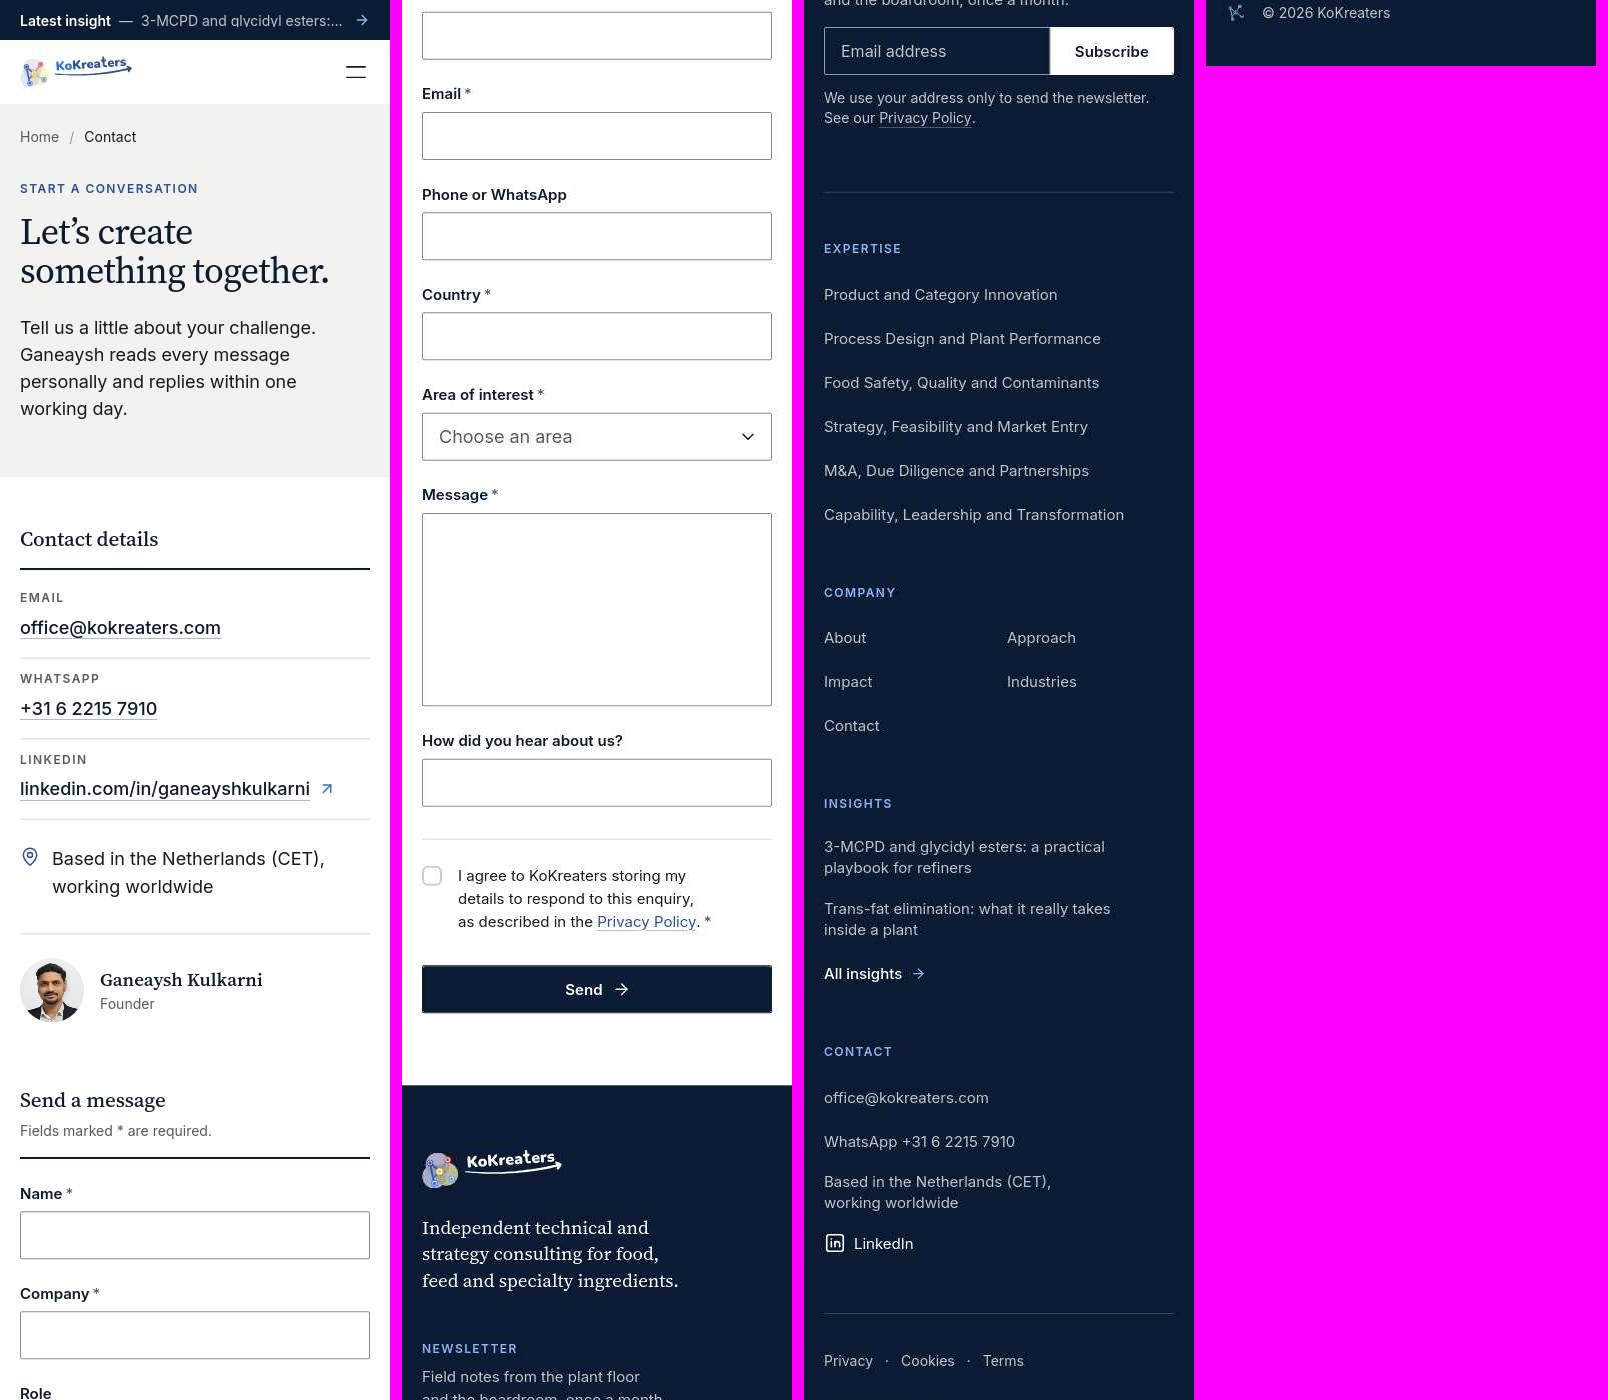 Latest insight — 3-MCPD and glycidyl esters:...
KoKreaters
Home / Contact
START A CONVERSATION
Let’s create
something together.
Tell us a little about your challenge.
Ganeaysh reads every message
personally and replies within one
working day.
Contact details
EMAIL
office@kokreaters.com
WHATSAPP
+31 6 2215 7910
LINKEDIN
linkedin.com/in/ganeayshkulkarni
Based in the Netherlands (CET),
working worldwide
Ganeaysh Kulkarni
Founder
Send a message
Fields marked * are required.
Name *
Company *
Role
Email *
Phone or WhatsApp
Country *
Area of interest *
Choose an area
Message *
How did you hear about us?
I agree to KoKreaters storing my
details to respond to this enquiry,
as described in the Privacy Policy. *
Send
KoKreaters
Independent technical and
strategy consulting for food,
feed and specialty ingredients.
NEWSLETTER
Field notes from the plant floor
and the boardroom, once a month.
and the boardroom, once a month.
Email address
Subscribe
We use your address only to send the newsletter.
See our Privacy Policy.
EXPERTISE
Product and Category Innovation
Process Design and Plant Performance
Food Safety, Quality and Contaminants
Strategy, Feasibility and Market Entry
M&A, Due Diligence and Partnerships
Capability, Leadership and Transformation
COMPANY
About Approach
Impact Industries
Contact
INSIGHTS
3-MCPD and glycidyl esters: a practical
playbook for refiners
Trans-fat elimination: what it really takes
inside a plant
All insights
CONTACT
office@kokreaters.com
WhatsApp +31 6 2215 7910
Based in the Netherlands (CET),
working worldwide
LinkedIn
Privacy · Cookies · Terms
© 2026 KoKreaters